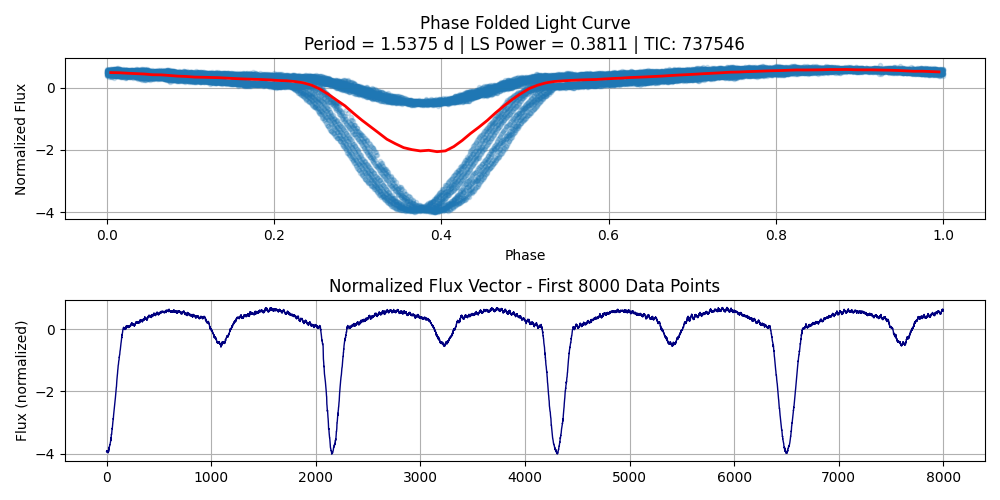 Phase Folded Light Curve
Period = 1.5375 d | LS Power = 0.3811 | TIC: 737546
Normalized Flux
0
−2
−4
0.0 0.2 0.4 0.6 0.8 1.0
Phase
Normalized Flux Vector - First 8000 Data Points
Flux (normalized)
0
−2
−4
0 1000 2000 3000 4000 5000 6000 7000 8000